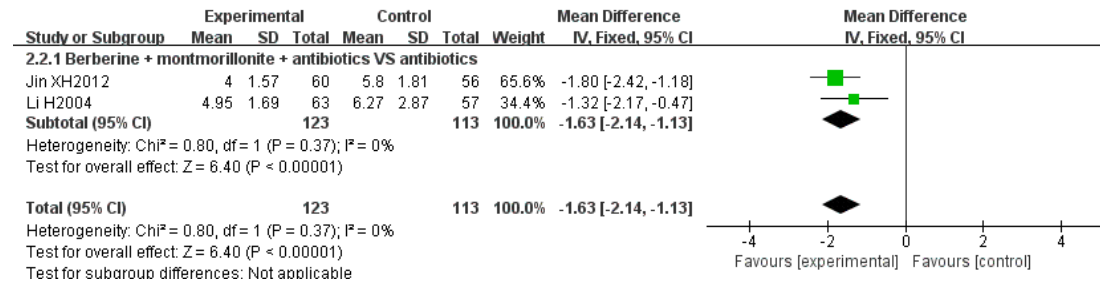 Experimental Control Mean Difference Mean Difference
Study or Subgroup Mean SD Total Mean SD Total Weight IV, Fixed, 95% CI IV, Fixed, 95% CI
2.2.1 Berberine + montmorillonite + antibiotics VS antibiotics
Jin XH2012 4 1.57 60 5.8 1.81 56 65.6% -1.80 [-2.42, -1.18]
Li H2004 4.95 1.69 63 6.27 2.87 57 34.4% -1.32 [-2.17, -0.47]
Subtotal (95% CI) 123 113 100.0% -1.63 [-2.14, -1.13]
Heterogeneity: Chi² = 0.80, df = 1 (P = 0.37); I² = 0%
Test for overall effect: Z = 6.40 (P < 0.00001)
Total (95% CI) 123 113 100.0% -1.63 [-2.14, -1.13]
Heterogeneity: Chi² = 0.80, df = 1 (P = 0.37); I² = 0%
Test for overall effect: Z = 6.40 (P < 0.00001)
Test for subgroup differences: Not applicable
-4 -2 0 2 4
Favours [experimental] Favours [control]